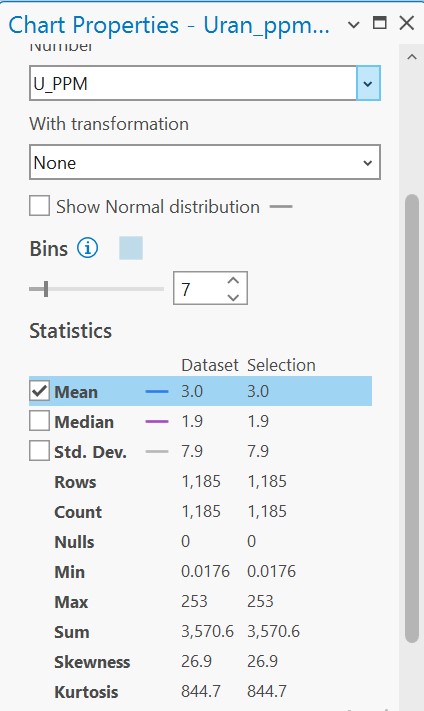 Chart Properties - Uran_ppm...
Number
U_PPM
With transformation
None
Show Normal distribution
Bins
7
Statistics
Dataset Selection
Mean 3.0 3.0
Median 1.9 1.9
Std. Dev. 7.9 7.9
Rows 1,185 1,185
Count 1,185 1,185
Nulls 0 0
Min 0.0176 0.0176
Max 253 253
Sum 3,570.6 3,570.6
Skewness 26.9 26.9
Kurtosis 844.7 844.7